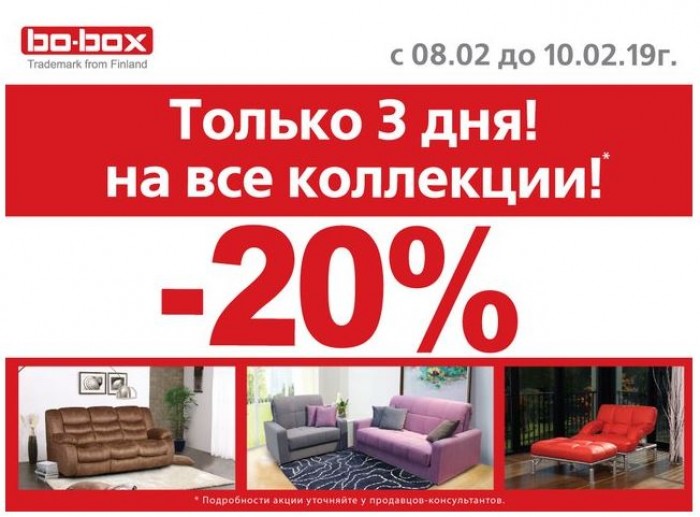 bo-box
Trademark from Finland
с 08.02 до 10.02.19г.
Только 3 дня!
на все коллекции!*
-20%
* Подробности акции уточняйте у продавцов-консультантов.